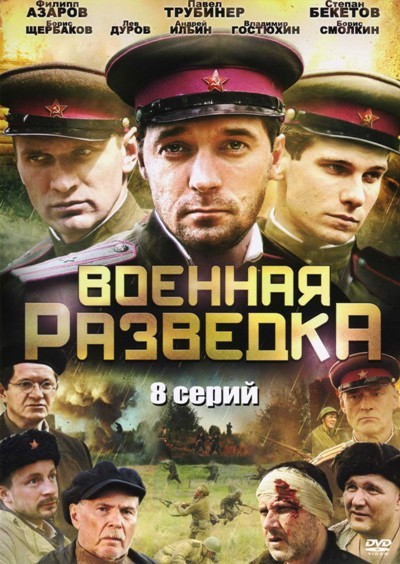 Филипп АЗАРОВ Павел ТРУБИНЕР Степан БЕКЕТОВ
Борис ЩЕРБАКОВ Лев ДУРОВ Андрей ИЛЬИН Владимир ГОСТЮХИН Борис СМОЛКИН
ВОЕННАЯ
РАЗВЕДКА
8 серий
DVD
VIDEO